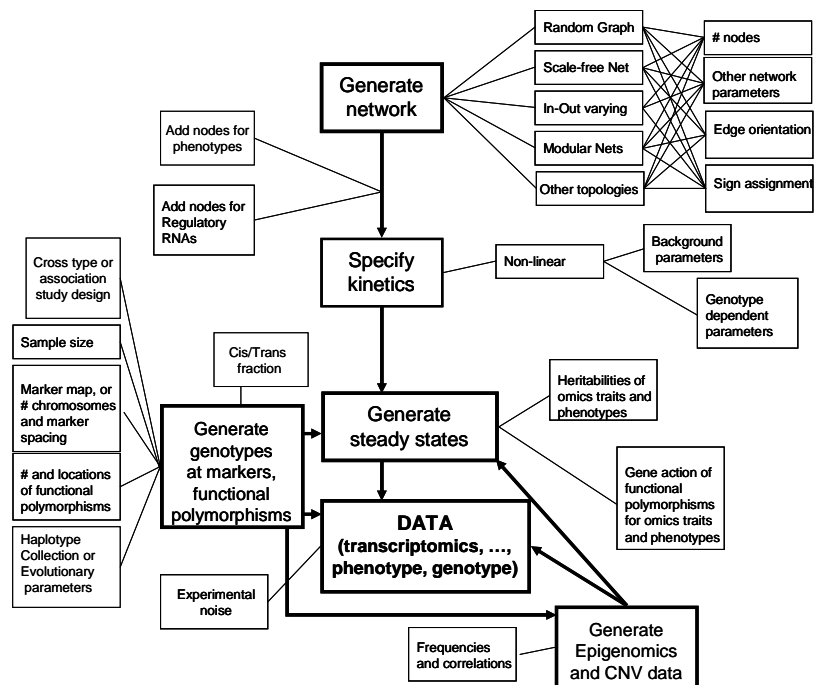 Generate
network
Random Graph
Scale-free Net
In-Out varying
Modular Nets
Other topologies
# nodes
Other network
parameters
Edge orientation
Sign assignment
Add nodes for
phenotypes
Add nodes for
Regulatory
RNAs
Specify
kinetics
Non-linear
Background
parameters
Genotype
dependent
parameters
Cross type or
association
study design
Sample size
Marker map, or
# chromosomes
and marker
spacing
# and locations
of functional
polymorphisms
Haplotype
Collection or
Evolutionary
parameters
Cis/Trans
fraction
Generate
genotypes
at markers,
functional
polymorphisms
Generate
steady states
Heritabilities of
omics traits and
phenotypes
Gene action of
functional
polymorphisms
for omics traits
and phenotypes
DATA
(transcriptomics, …,
phenotype, genotype)
Experimental
noise
Frequencies
and correlations
Generate
Epigenomics
and CNV data